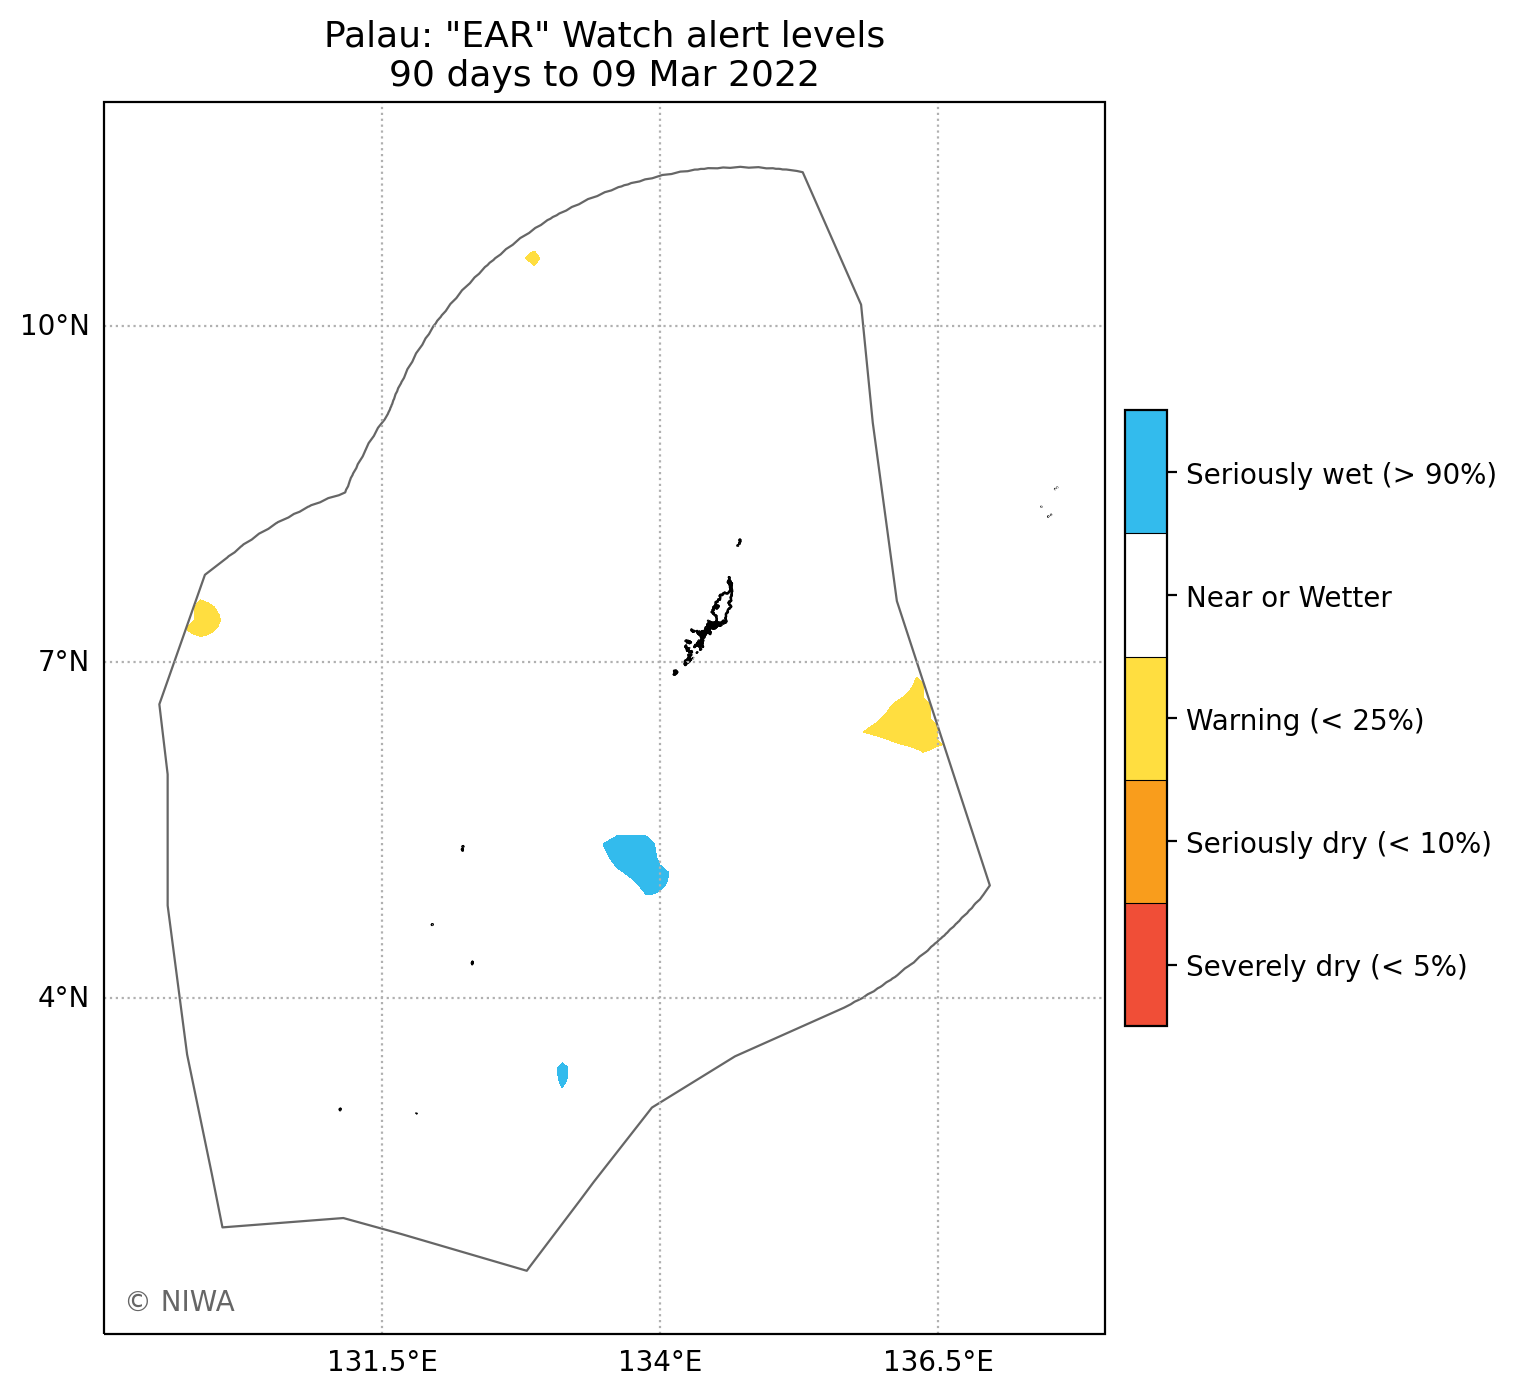 Palau: "EAR" Watch alert levels
90 days to 09 Mar 2022
10°N
7°N
4°N
131.5°E
134°E
136.5°E
Seriously wet (> 90%)
Near or Wetter
Warning (< 25%)
Seriously dry (< 10%)
Severely dry (< 5%)
© NIWA